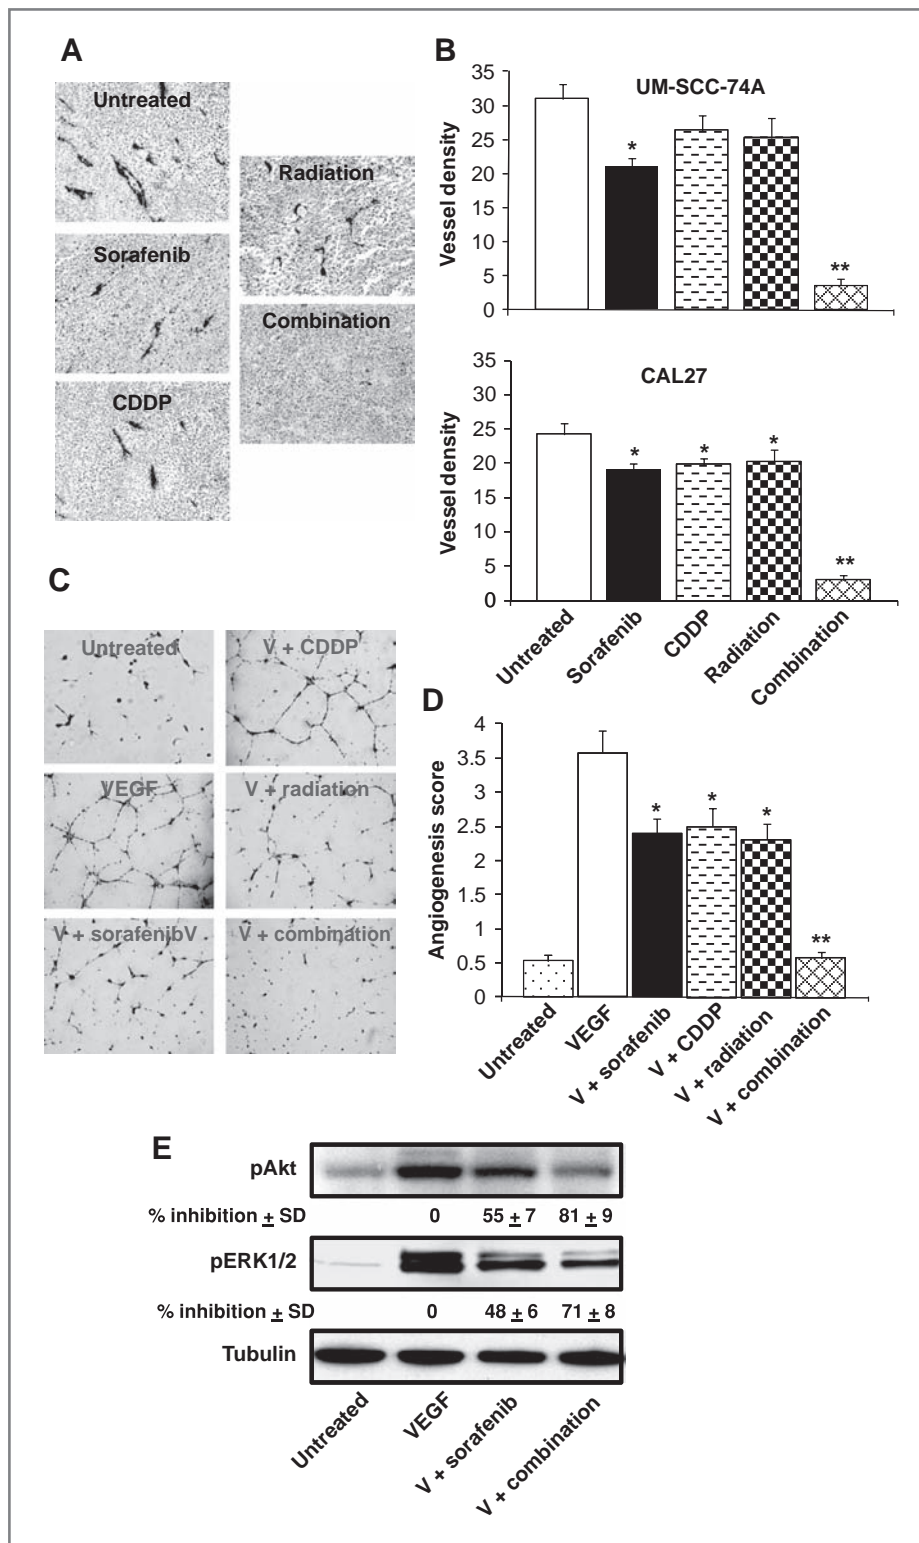 A
Untreated
Sorafenib
CDDP
Radiation
Combination
B
UM-SCC-74A
Vessel density
35
30
25
20
15
10
5
0
*
**
CAL27
Vessel density
35
30
25
20
15
10
5
0
*
*
*
**
Untreated
Sorafenib
CDDP
Radiation
Combination
C
Untreated
V + CDDP
VEGF
V + radiation
V + sorafenibV
V + combination
D
Angiogenesis score
4
3.5
3
2.5
2
1.5
1
0.5
0
*
*
*
**
Untreated
VEGF
V + sorafenib
V + CDDP
V + radiation
V + combination
E
pAkt
% inhibition ± SD 0 55 ± 7 81 ± 9
pERK1/2
% inhibition ± SD 0 48 ± 6 71 ± 8
Tubulin
Untreated
VEGF
V + sorafenib
V + combination